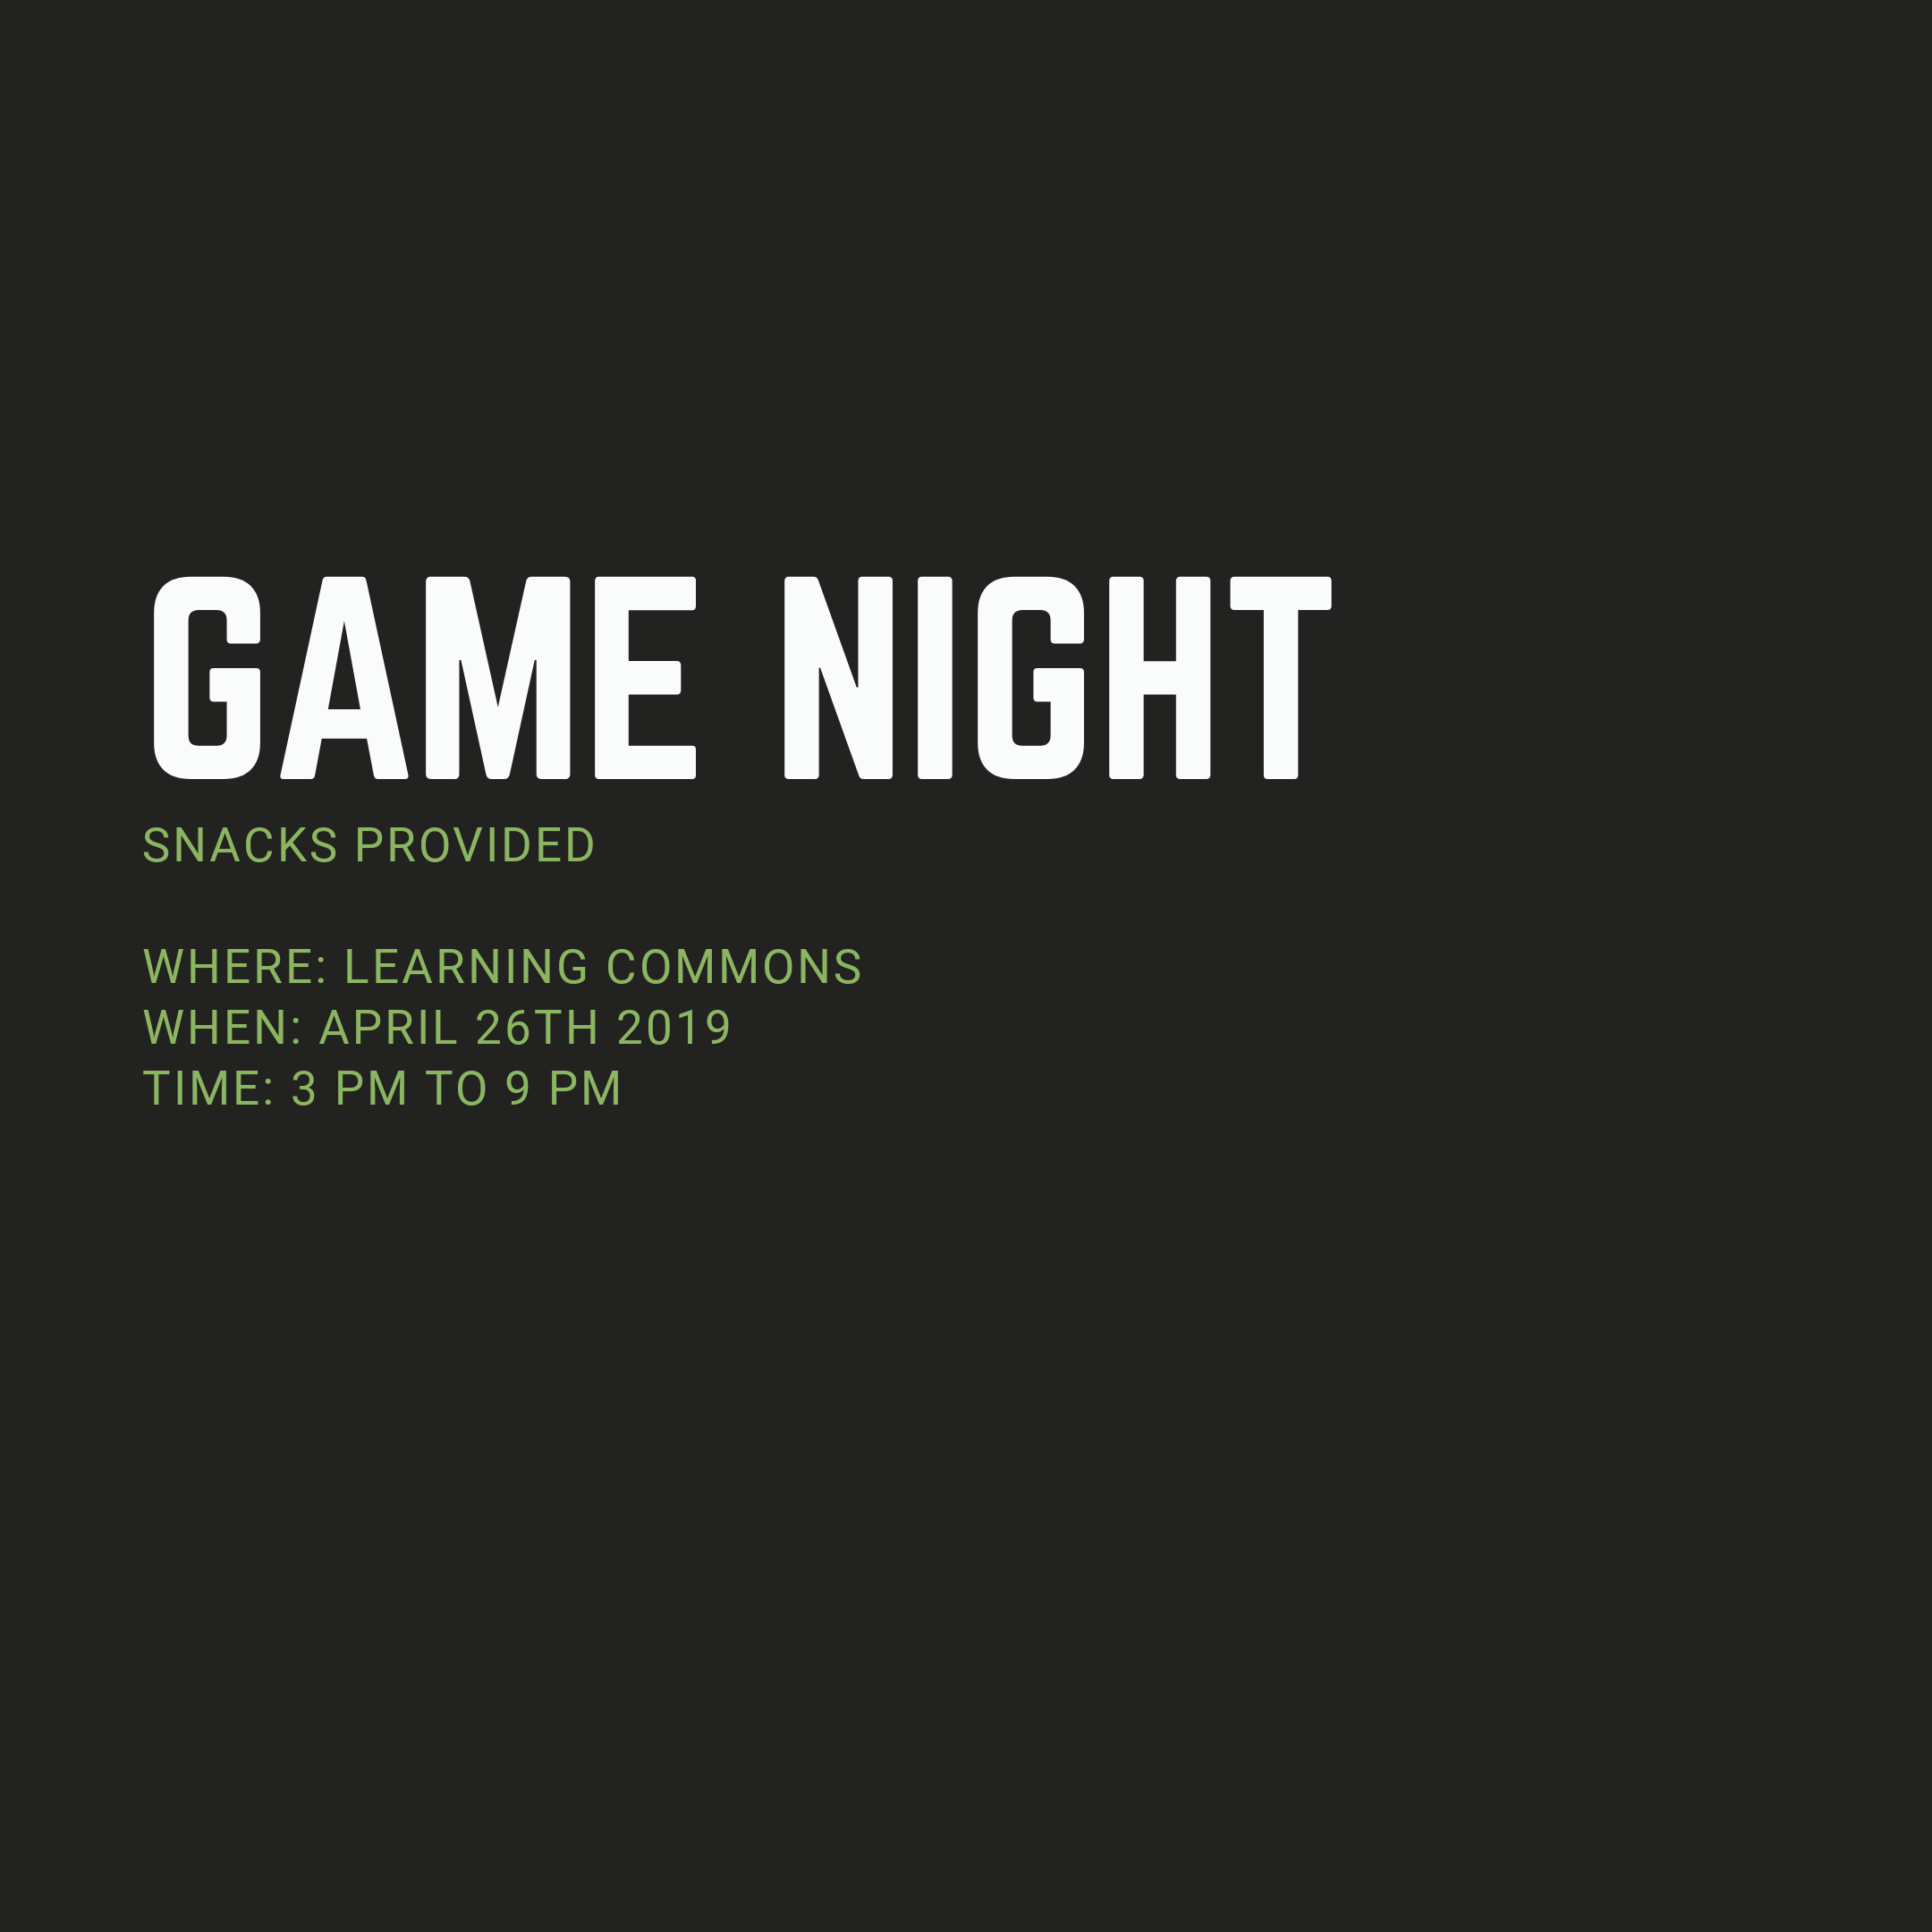 GAME NIGHT
SNACKS PROVIDED
WHERE: LEARNING COMMONS
WHEN: APRIL 26TH 2019
TIME: 3 PM TO 9 PM